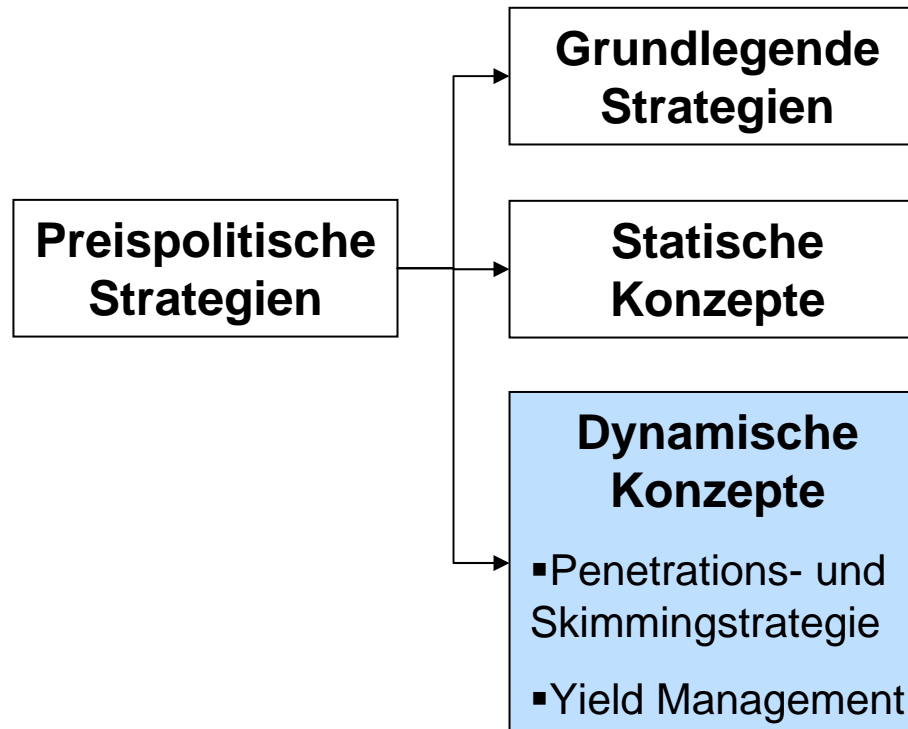 Preispolitische
Strategien
Grundlegende
Strategien
Statische
Konzepte
Dynamische
Konzepte
▪Penetrations- und
Skimmingstrategie
▪Yield Management